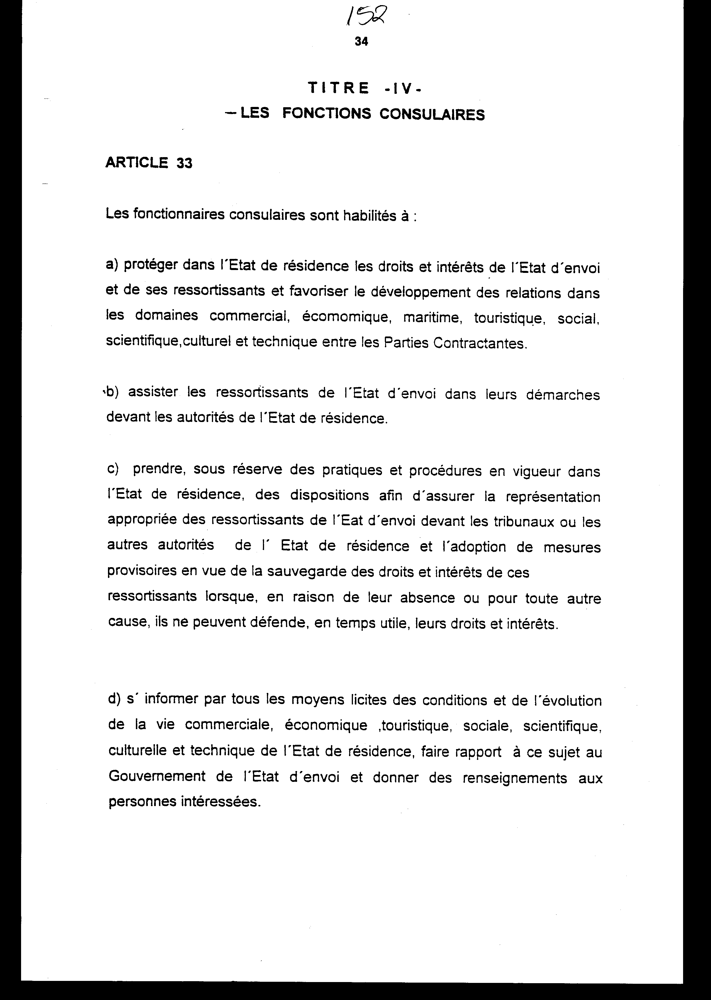 152
34
TITRE -IV-
– LES FONCTIONS CONSULAIRES
ARTICLE 33
Les fonctionnaires consulaires sont habilités à :
a) protéger dans l´Etat de résidence les droits et intérêts de l´Etat d´envoi
et de ses ressortissants et favoriser le développement des relations dans
les domaines commercial, écomomique, maritime, touristique, social,
scientifique,culturel et technique entre les Parties Contractantes.
b) assister les ressortissants de l´Etat d´envoi dans leurs démarches
devant les autorités de l´Etat de résidence.
c) prendre, sous réserve des pratiques et procédures en vigueur dans
l´Etat de résidence, des dispositions afin d´assurer la représentation
appropriée des ressortissants de l´Eat d´envoi devant les tribunaux ou les
autres autorités de l´ Etat de résidence et l´adoption de mesures
provisoires en vue de la sauvegarde des droits et intérêts de ces
ressortissants lorsque, en raison de leur absence ou pour toute autre
cause, ils ne peuvent défende, en temps utile, leurs droits et intérêts.
d) s´ informer par tous les moyens licites des conditions et de l´évolution
de la vie commerciale, économique ,touristique, sociale, scientifique,
culturelle et technique de l´Etat de résidence, faire rapport à ce sujet au
Gouvernement de l´Etat d´envoi et donner des renseignements aux
personnes intéressées.